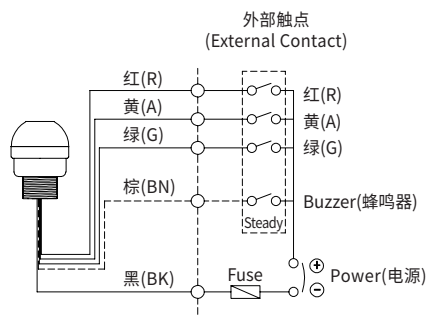 外部触点
(External Contact)
红(R)
黄(A)
绿(G)
棕(BN)
黑(BK)
红(R)
黄(A)
绿(G)
Buzzer(蜂鸣器)
Steady
Fuse
+
Power(电源)
−